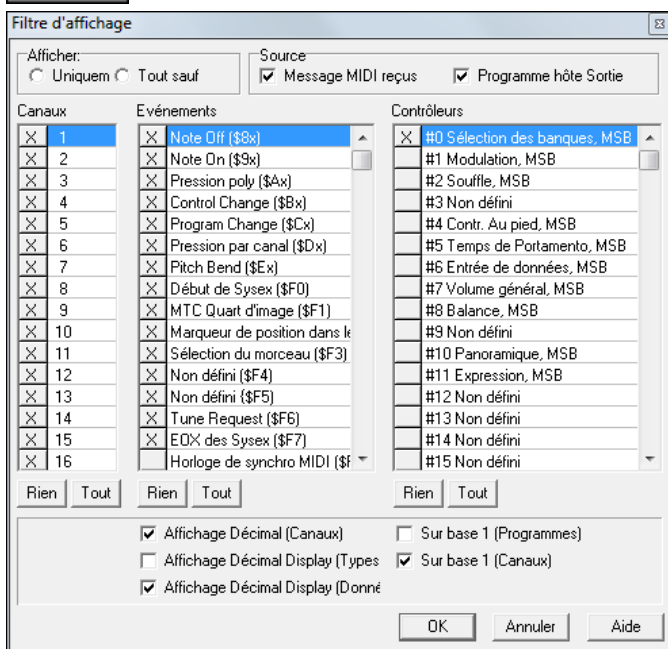 Filtre d'affichage
Afficher:
Uniquem
Tout sauf
Source
Message MIDI reçus
Programme hôte Sortie
Canaux
X 1
X 2
X 3
X 4
X 5
X 6
X 7
X 8
X 9
X 10
X 11
X 12
X 13
X 14
X 15
X 16
Rien
Tout
Evénements
X Note Off ($8x)
X Note On ($9x)
X Pression poly ($Ax)
X Control Change ($Bx)
X Program Change ($Cx)
X Pression par canal ($Dx)
X Pitch Bend ($Ex)
X Début de Sysex ($F0)
X MTC Quart d'image ($F1)
X Marqueur de position dans le
X Sélection du morceau ($F3)
X Non défini ($F4)
X Non défini {$F5)
X Tune Request ($F6)
X EOX des Sysex ($F7)
Horloge de synchro MIDI ($F
Rien
Tout
Contrôleurs
X #0 Sélection des banques, MSB
#1 Modulation, MSB
#2 Souffle, MSB
#3 Non défini
#4 Contr. Au pied, MSB
#5 Temps de Portamento, MSB
#6 Entrée de données, MSB
#7 Volume général, MSB
#8 Balance, MSB
#9 Non défini
#10 Panoramique, MSB
#11 Expression, MSB
#12 Non défini
#13 Non défini
#14 Non défini
#15 Non défini
Rien
Tout
Affichage Décimal (Canaux)
Affichage Décimal Display (Types
Affichage Décimal Display (Donné
Sur base 1 (Programmes)
Sur base 1 (Canaux)
OK
Annuler
Aide